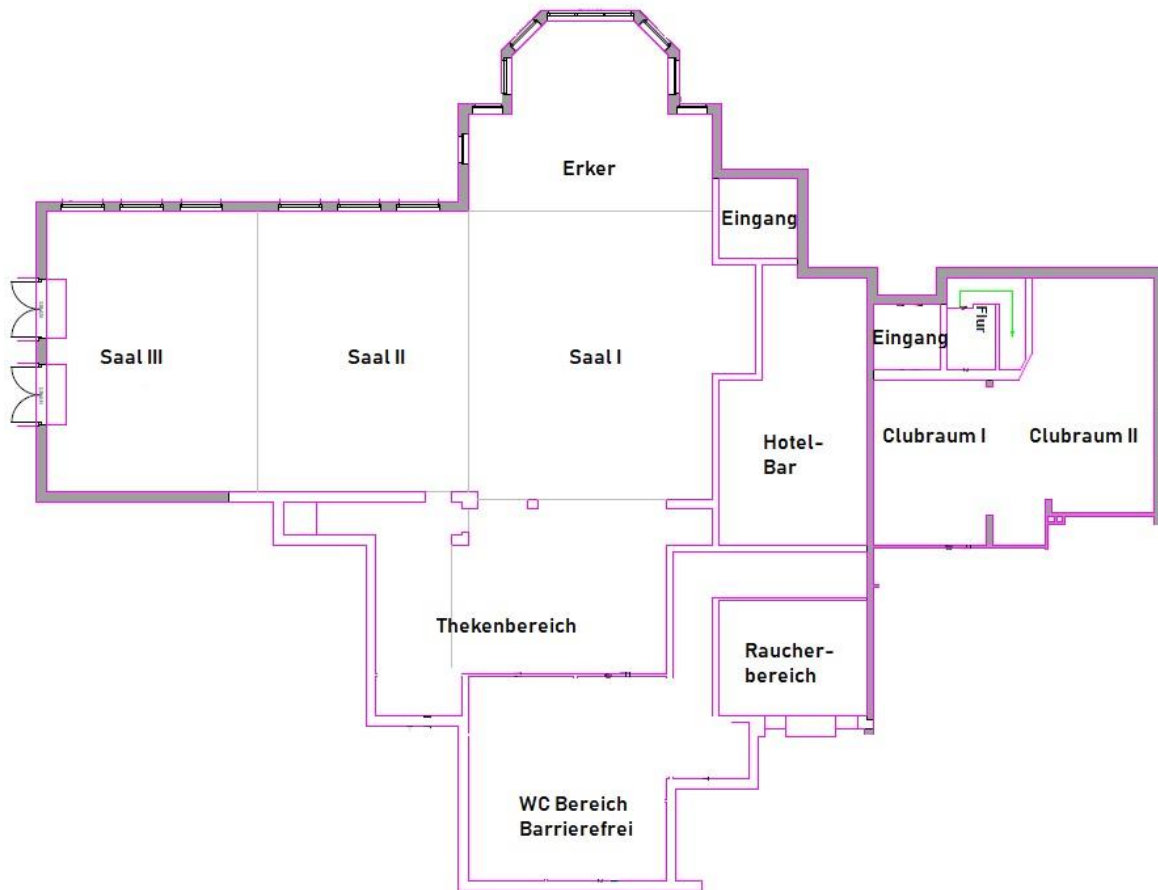 Erker
Eingang
Eingang
Flur
Saal III
Saal II
Saal I
Clubraum I
Clubraum II
Hotel-
Bar
Thekenbereich
Raucher-
bereich
WC Bereich
Barrierefrei